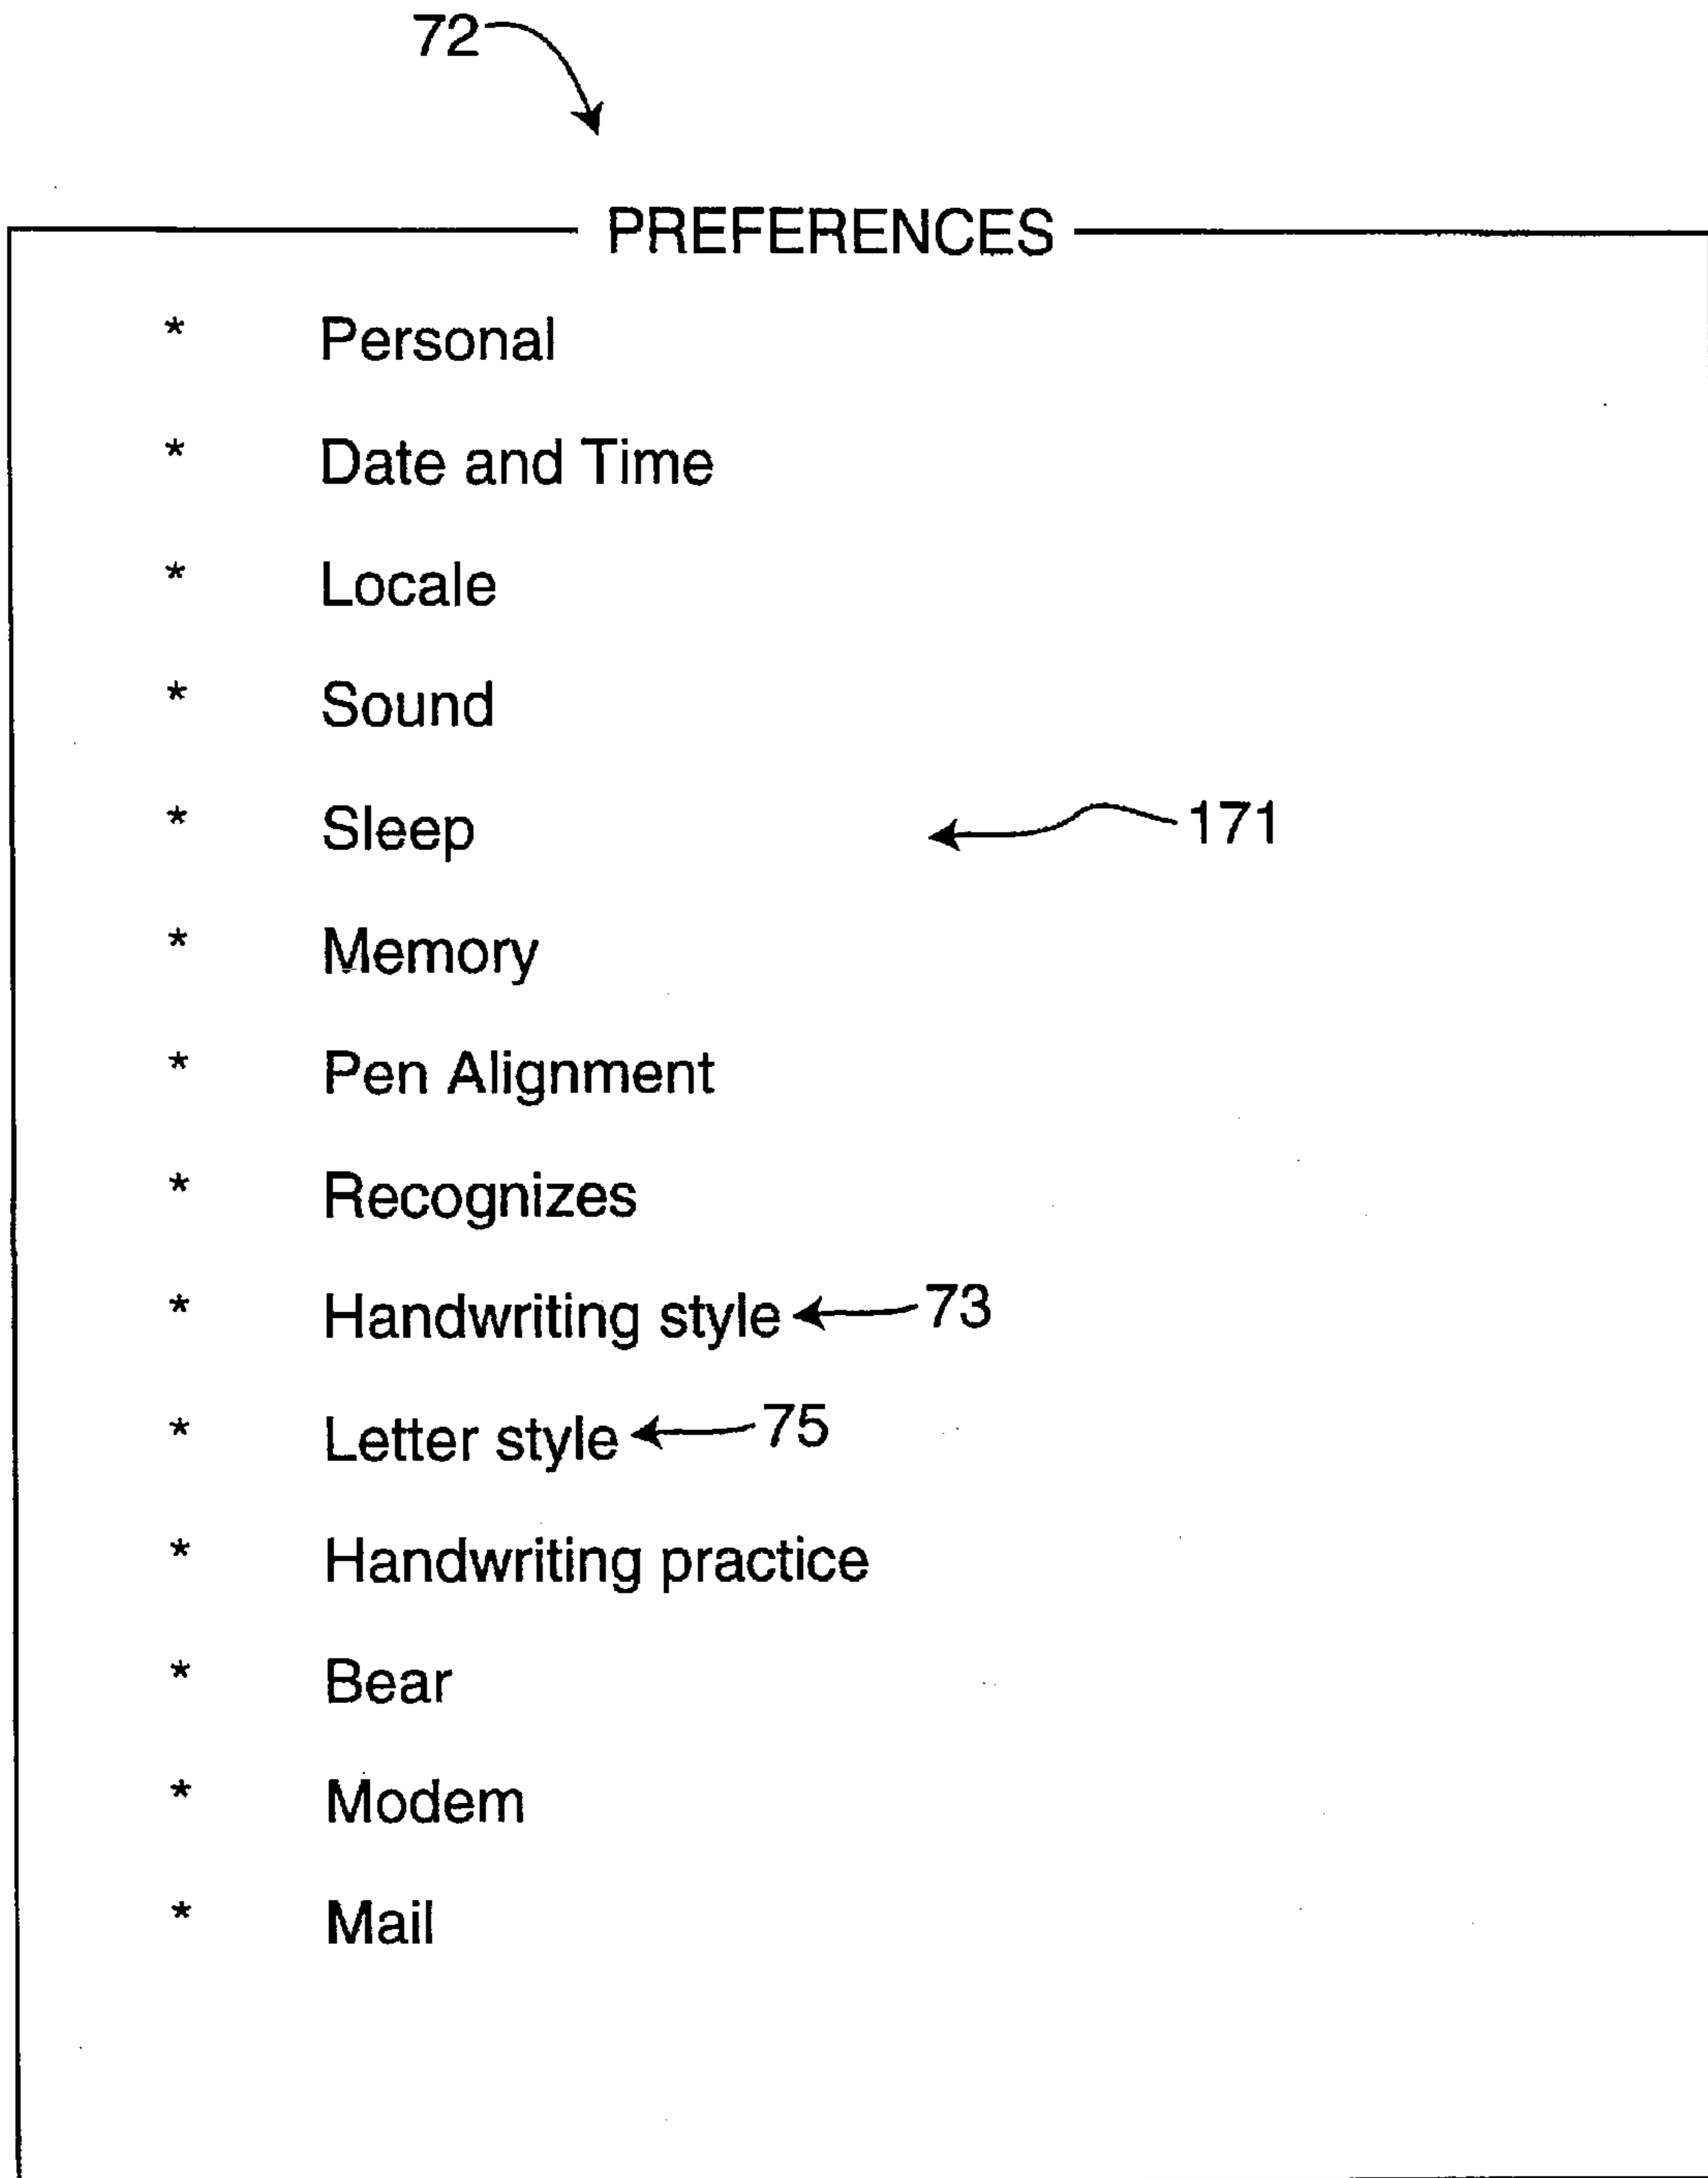 72
PREFERENCES
* Personal
* Date and Time
* Locale
* Sound
* Sleep 171
* Memory
* Pen Alignment
* Recognizes
* Handwriting style 73
* Letter style 75
* Handwriting practice
* Bear
* Modem
* Mail